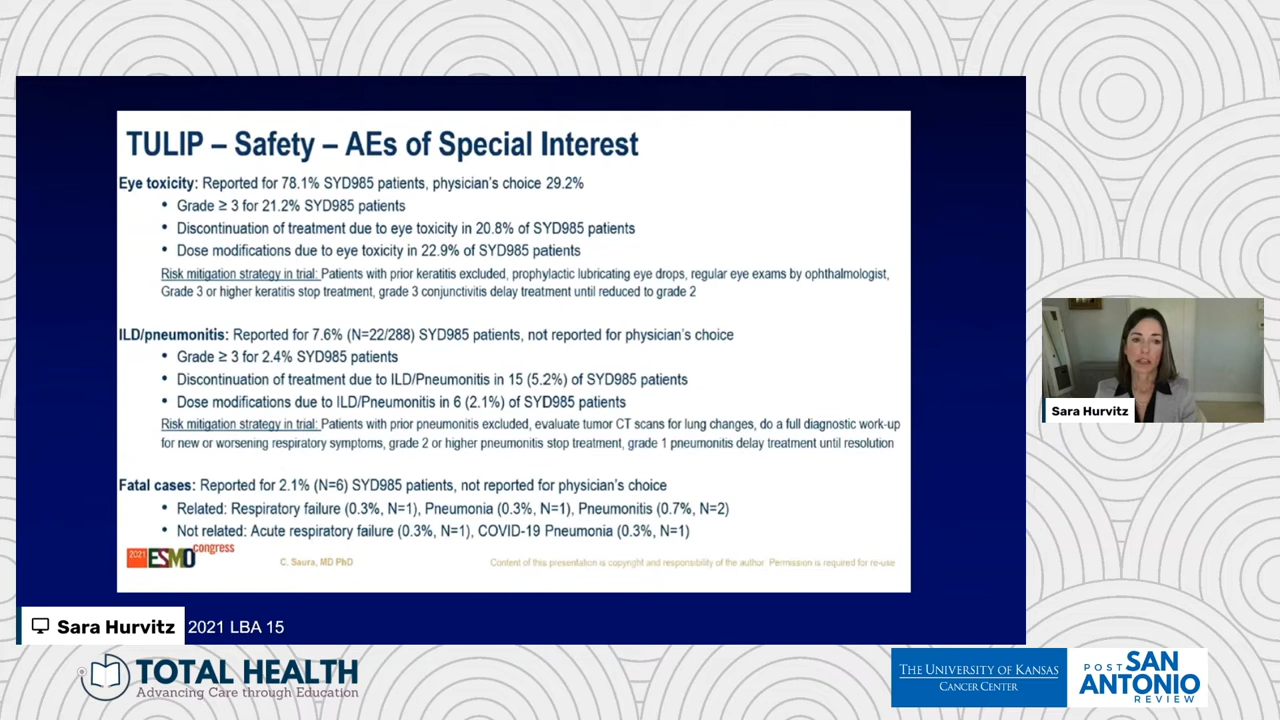 TULIP – Safety – AEs of Special Interest
Eye toxicity: Reported for 78.1% SYD985 patients, physician's choice 29.2%
• Grade ≥ 3 for 21.2% SYD985 patients
• Discontinuation of treatment due to eye toxicity in 20.8% of SYD985 patients
• Dose modifications due to eye toxicity in 22.9% of SYD985 patients
Risk mitigation strategy in trial: Patients with prior keratitis excluded, prophylactic lubricating eye drops, regular eye exams by ophthalmologist,
Grade 3 or higher keratitis stop treatment, grade 3 conjunctivitis delay treatment until reduced to grade 2
ILD/pneumonitis: Reported for 7.6% (N=22/288) SYD985 patients, not reported for physician's choice
• Grade ≥ 3 for 2.4% SYD985 patients
• Discontinuation of treatment due to ILD/Pneumonitis in 15 (5.2%) of SYD985 patients
• Dose modifications due to ILD/Pneumonitis in 6 (2.1%) of SYD985 patients
Risk mitigation strategy in trial: Patients with prior pneumonitis excluded, evaluate tumor CT scans for lung changes, do a full diagnostic work-up
for new or worsening respiratory symptoms, grade 2 or higher pneumonitis stop treatment, grade 1 pneumonitis delay treatment until resolution
Fatal cases: Reported for 2.1% (N=6) SYD985 patients, not reported for physician's choice
• Related: Respiratory failure (0.3%, N=1), Pneumonia (0.3%, N=1), Pneumonitis (0.7%, N=2)
• Not related: Acute respiratory failure (0.3%, N=1), COVID-19 Pneumonia (0.3%, N=1)
2021 ESMO congress
C. Saura, MD PhD
Content of this presentation is copyright and responsibility of the author. Permission is required for re-use
Sara Hurvitz
Sara Hurvitz
2021 LBA 15
TOTAL HEALTH
Advancing Care through Education
THE UNIVERSITY OF KANSAS
CANCER CENTER
POST
SAN
ANTONIO
REVIEW